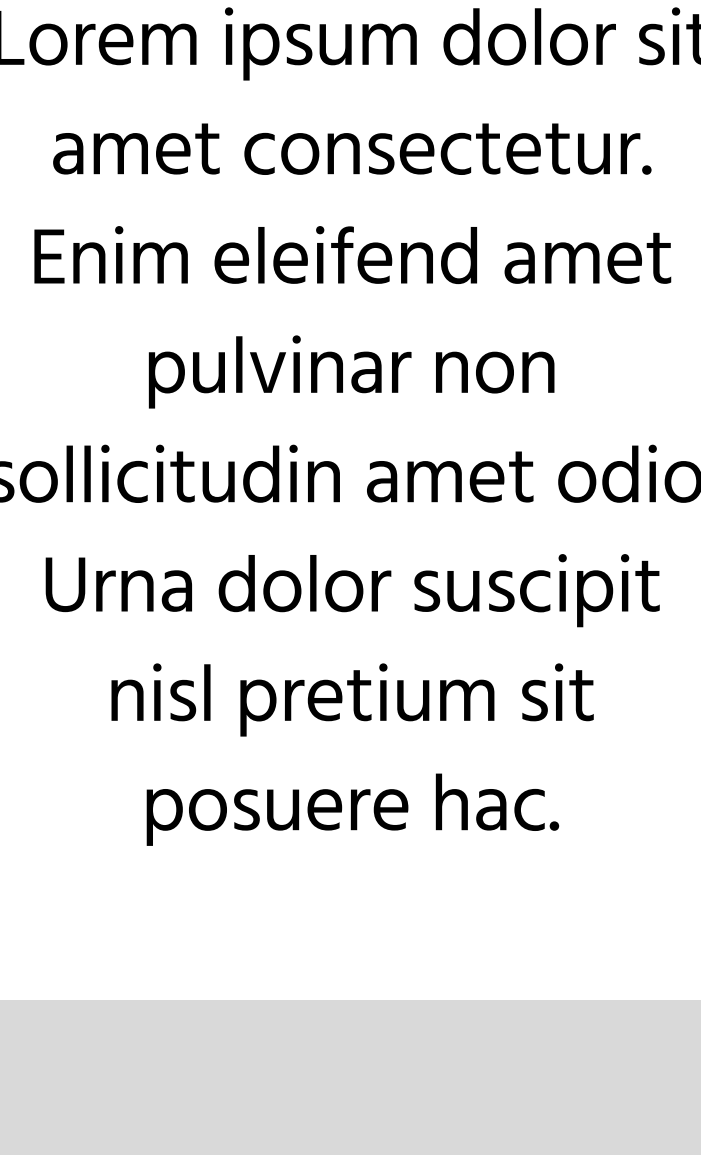 Lorem ipsum dolor sit
amet consectetur.
Enim eleifend amet
pulvinar non
sollicitudin amet odio
Urna dolor suscipit
nisl pretium sit
posuere hac.